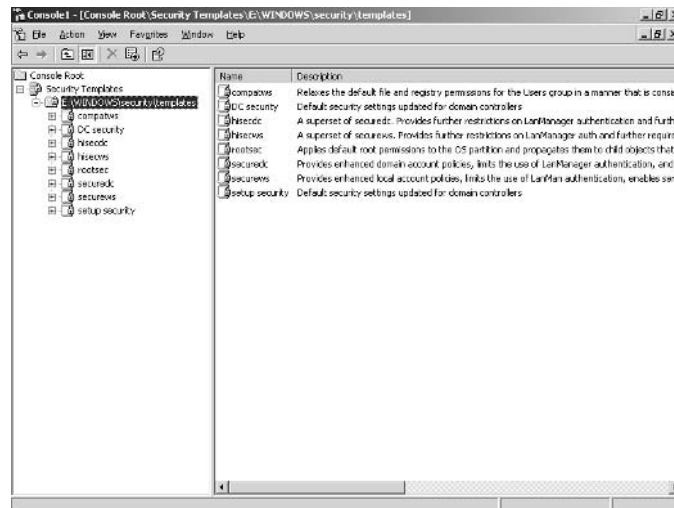 Console1 - [Console Root\Security Templates\E:\WINDOWS\security\templates]
File Action View Favorites Window Help
Console Root
Security Templates
E:\WINDOWS\security\templates
compatws
DC security
hisecdc
hisecws
rootsec
securedc
securews
setup security
Name Description
compatws Relaxes the default file and registry permissions for the Users group in a manner that is conse
DC security Default security settings updated for domain controllers
hisecdc A superset of securedc. Provides further restrictions on LanManager authentication and furth
hisecws A superset of securews. Provides further restrictions on LanManager auth and further requir
rootsec Applies default root permissions to the OS partition and propagates them to child objects that
securedc Provides enhanced domain account policies, limits the use of LanManager authentication, and
securews Provides enhanced local account policies, limits the use of LanMan authentication, enables ser
setup security Default security settings updated for domain controllers